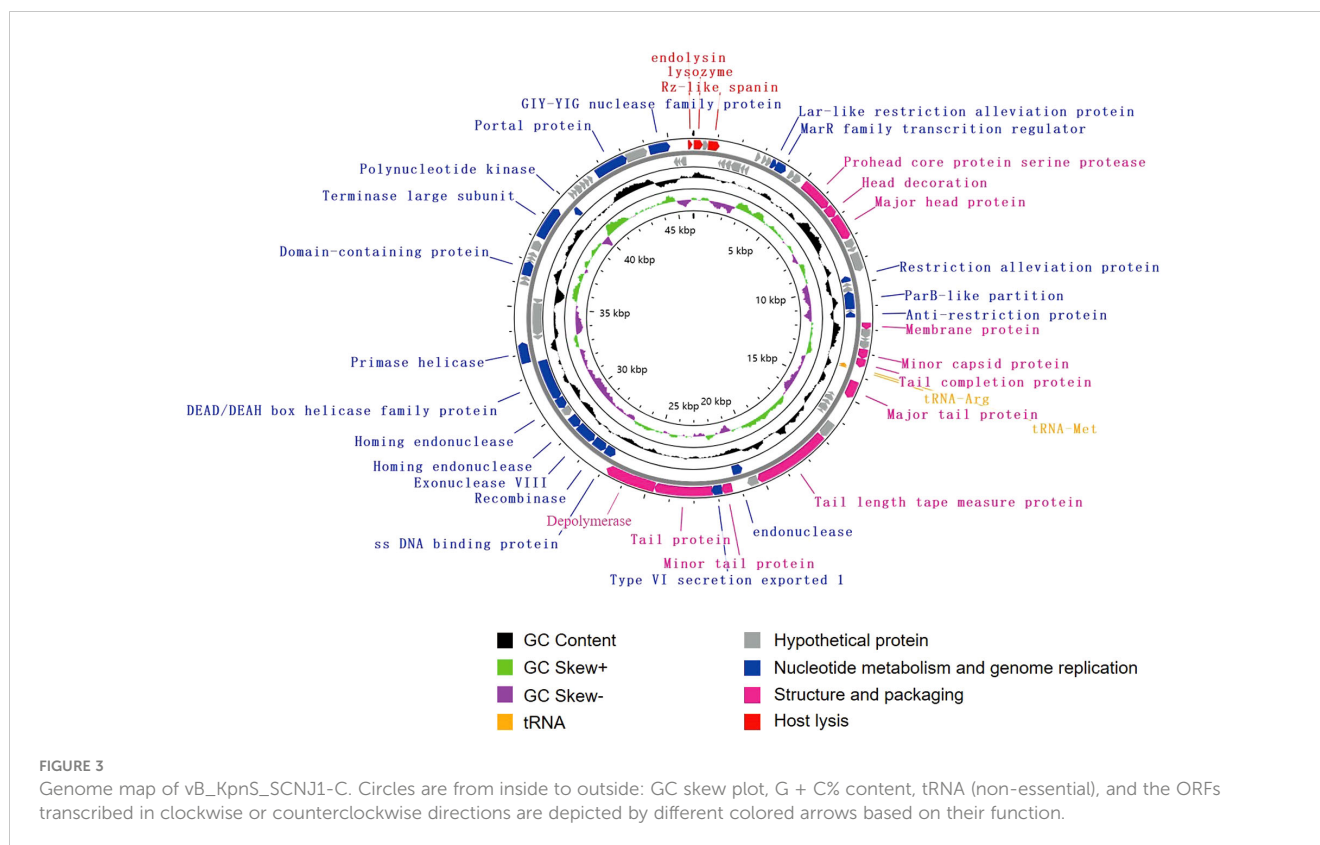 endolysin
lysozyme
Rz-like spanin
GIY-YIG nuclease family protein
Portal protein
Polynucleotide kinase
Terminase large subunit
Domain-containing protein
Primase helicase
DEAD/DEAH box helicase family protein
Homing endonuclease
Homing endonuclease
Exonuclease VIII
Recombinase
ss DNA binding protein
Depolymerase
Tail protein
Minor tail protein
Type VI secretion exported 1
endonuclease
Tail length tape measure protein
Lar-like restriction alleviation protein
MarR family transcrition regulator
Prohead core protein serine protease
Head decoration
Major head protein
Restriction alleviation protein
ParB-like partition
Anti-restriction protein
Membrane protein
Minor capsid protein
Tail completion protein
tRNA-Arg
Major tail protein
tRNA-Met
45 kbp
5 kbp
10 kbp
15 kbp
20 kbp
25 kbp
30 kbp
35 kbp
40 kbp
GC Content
GC Skew+
GC Skew-
tRNA
Hypothetical protein
Nucleotide metabolism and genome replication
Structure and packaging
Host lysis
FIGURE 3
Genome map of vB_KpnS_SCNJ1-C. Circles are from inside to outside: GC skew plot, G + C% content, tRNA (non-essential), and the ORFs
transcribed in clockwise or counterclockwise directions are depicted by different colored arrows based on their function.